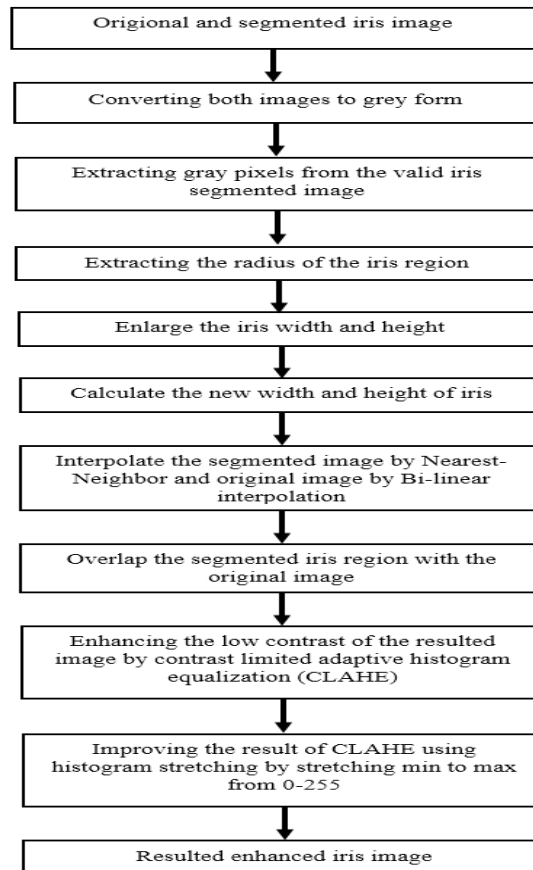 Origional and segmented iris image
Converting both images to grey form
Extracting gray pixels from the valid iris
segmented image
Extracting the radius of the iris region
Enlarge the iris width and height
Calculate the new width and height of iris
Interpolate the segmented image by Nearest-
Neighbor and original image by Bi-linear
interpolation
Overlap the segmented iris region with the
original image
Enhancing the low contrast of the resulted
image by contrast limited adaptive histogram
equalization (CLAHE)
Improving the result of CLAHE using
histogram stretching by stretching min to max
from 0-255
Resulted enhanced iris image